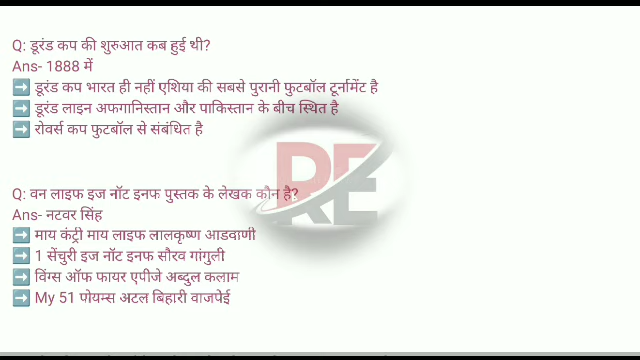 Q: डूरंड कप की शुरुआत कब हुई थी?
Ans- 1888 में
➡️ डूरंड कप भारत ही नहीं एशिया की सबसे पुरानी फुटबॉल टूर्नामेंट है
➡️ डूरंड लाइन अफगानिस्तान और पाकिस्तान के बीच स्थित है
➡️ रोवर्स कप फुटबॉल से संबंधित है
RE
Q: वन लाइफ इज नॉट इनफ पुस्तक के लेखक कौन है?
Ans- नटवर सिंह
➡️ माय कंट्री माय लाइफ लालकृष्ण आडवाणी
➡️ 1 सेंचुरी इज नॉट इनफ सौरव गांगुली
➡️ विंग्स ऑफ फायर एपीजे अब्दुल कलाम
➡️ My 51 पोयम्स अटल बिहारी वाजपेई